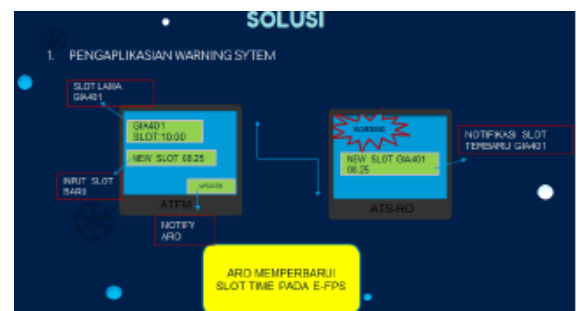 SOLUSI
1. PENGAPLIKASIAN WARNING SYTEM
SLOT LAMA
GIA401
GIA401
SLOT:10.00
NEW SLOT 08.25
INPUT SLOT
BARU
UPDATE
ATFM
NOTIFY
ARO
WARNING
NEW SLOT GIA401
08.25
ATS-RO
NOTIFIKASI SLOT
TERBARU GIA401
ARO MEMPERBARUI
SLOT TIME PADA E-FPS